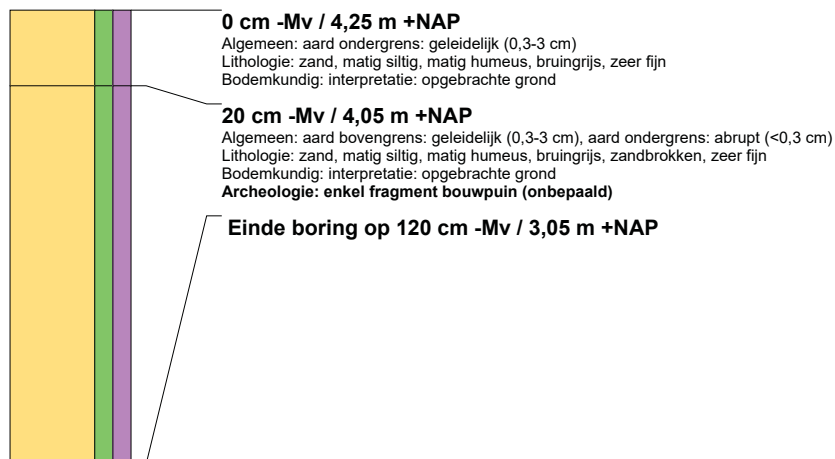 0 cm -Mv / 4,25 m +NAP
Algemeen: aard ondergrens: geleidelijk (0,3-3 cm)
Lithologie: zand, matig siltig, matig humeus, bruingrijs, zeer fijn
Bodemkundig: interpretatie: opgebrachte grond
20 cm -Mv / 4,05 m +NAP
Algemeen: aard bovengrens: geleidelijk (0,3-3 cm), aard ondergrens: abrupt (<0,3 cm)
Lithologie: zand, matig siltig, matig humeus, bruingrijs, zandbrokken, zeer fijn
Bodemkundig: interpretatie: opgebrachte grond
Archeologie: enkel fragment bouwpuin (onbepaald)
Einde boring op 120 cm -Mv / 3,05 m +NAP